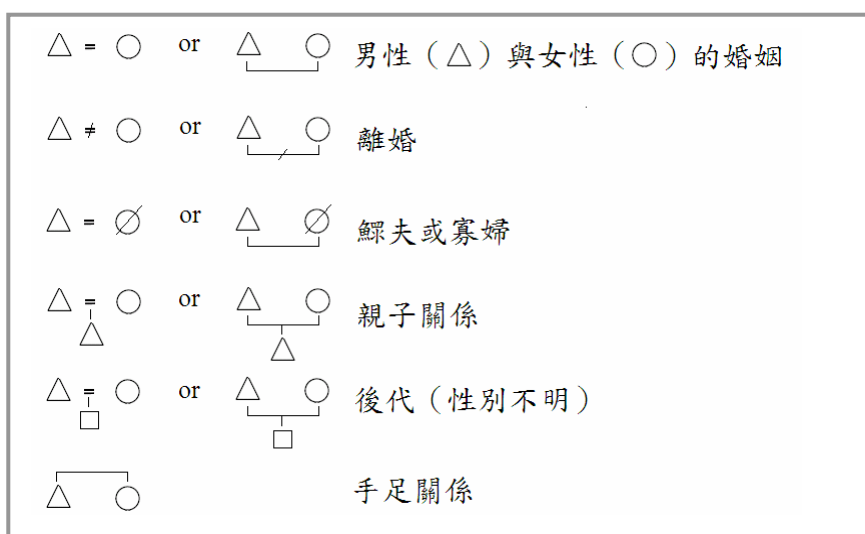 △ = ○ or △ ○ 男性（△）與女性（○）的婚姻
△ ≠ ○ or △ ○ 離婚
△ = ∅ or △ ∅ 鰥夫或寡婦
△ = ○ or △ ○ 親子關係
△ = ○ or △ ○ 後代（性別不明）
手足關係